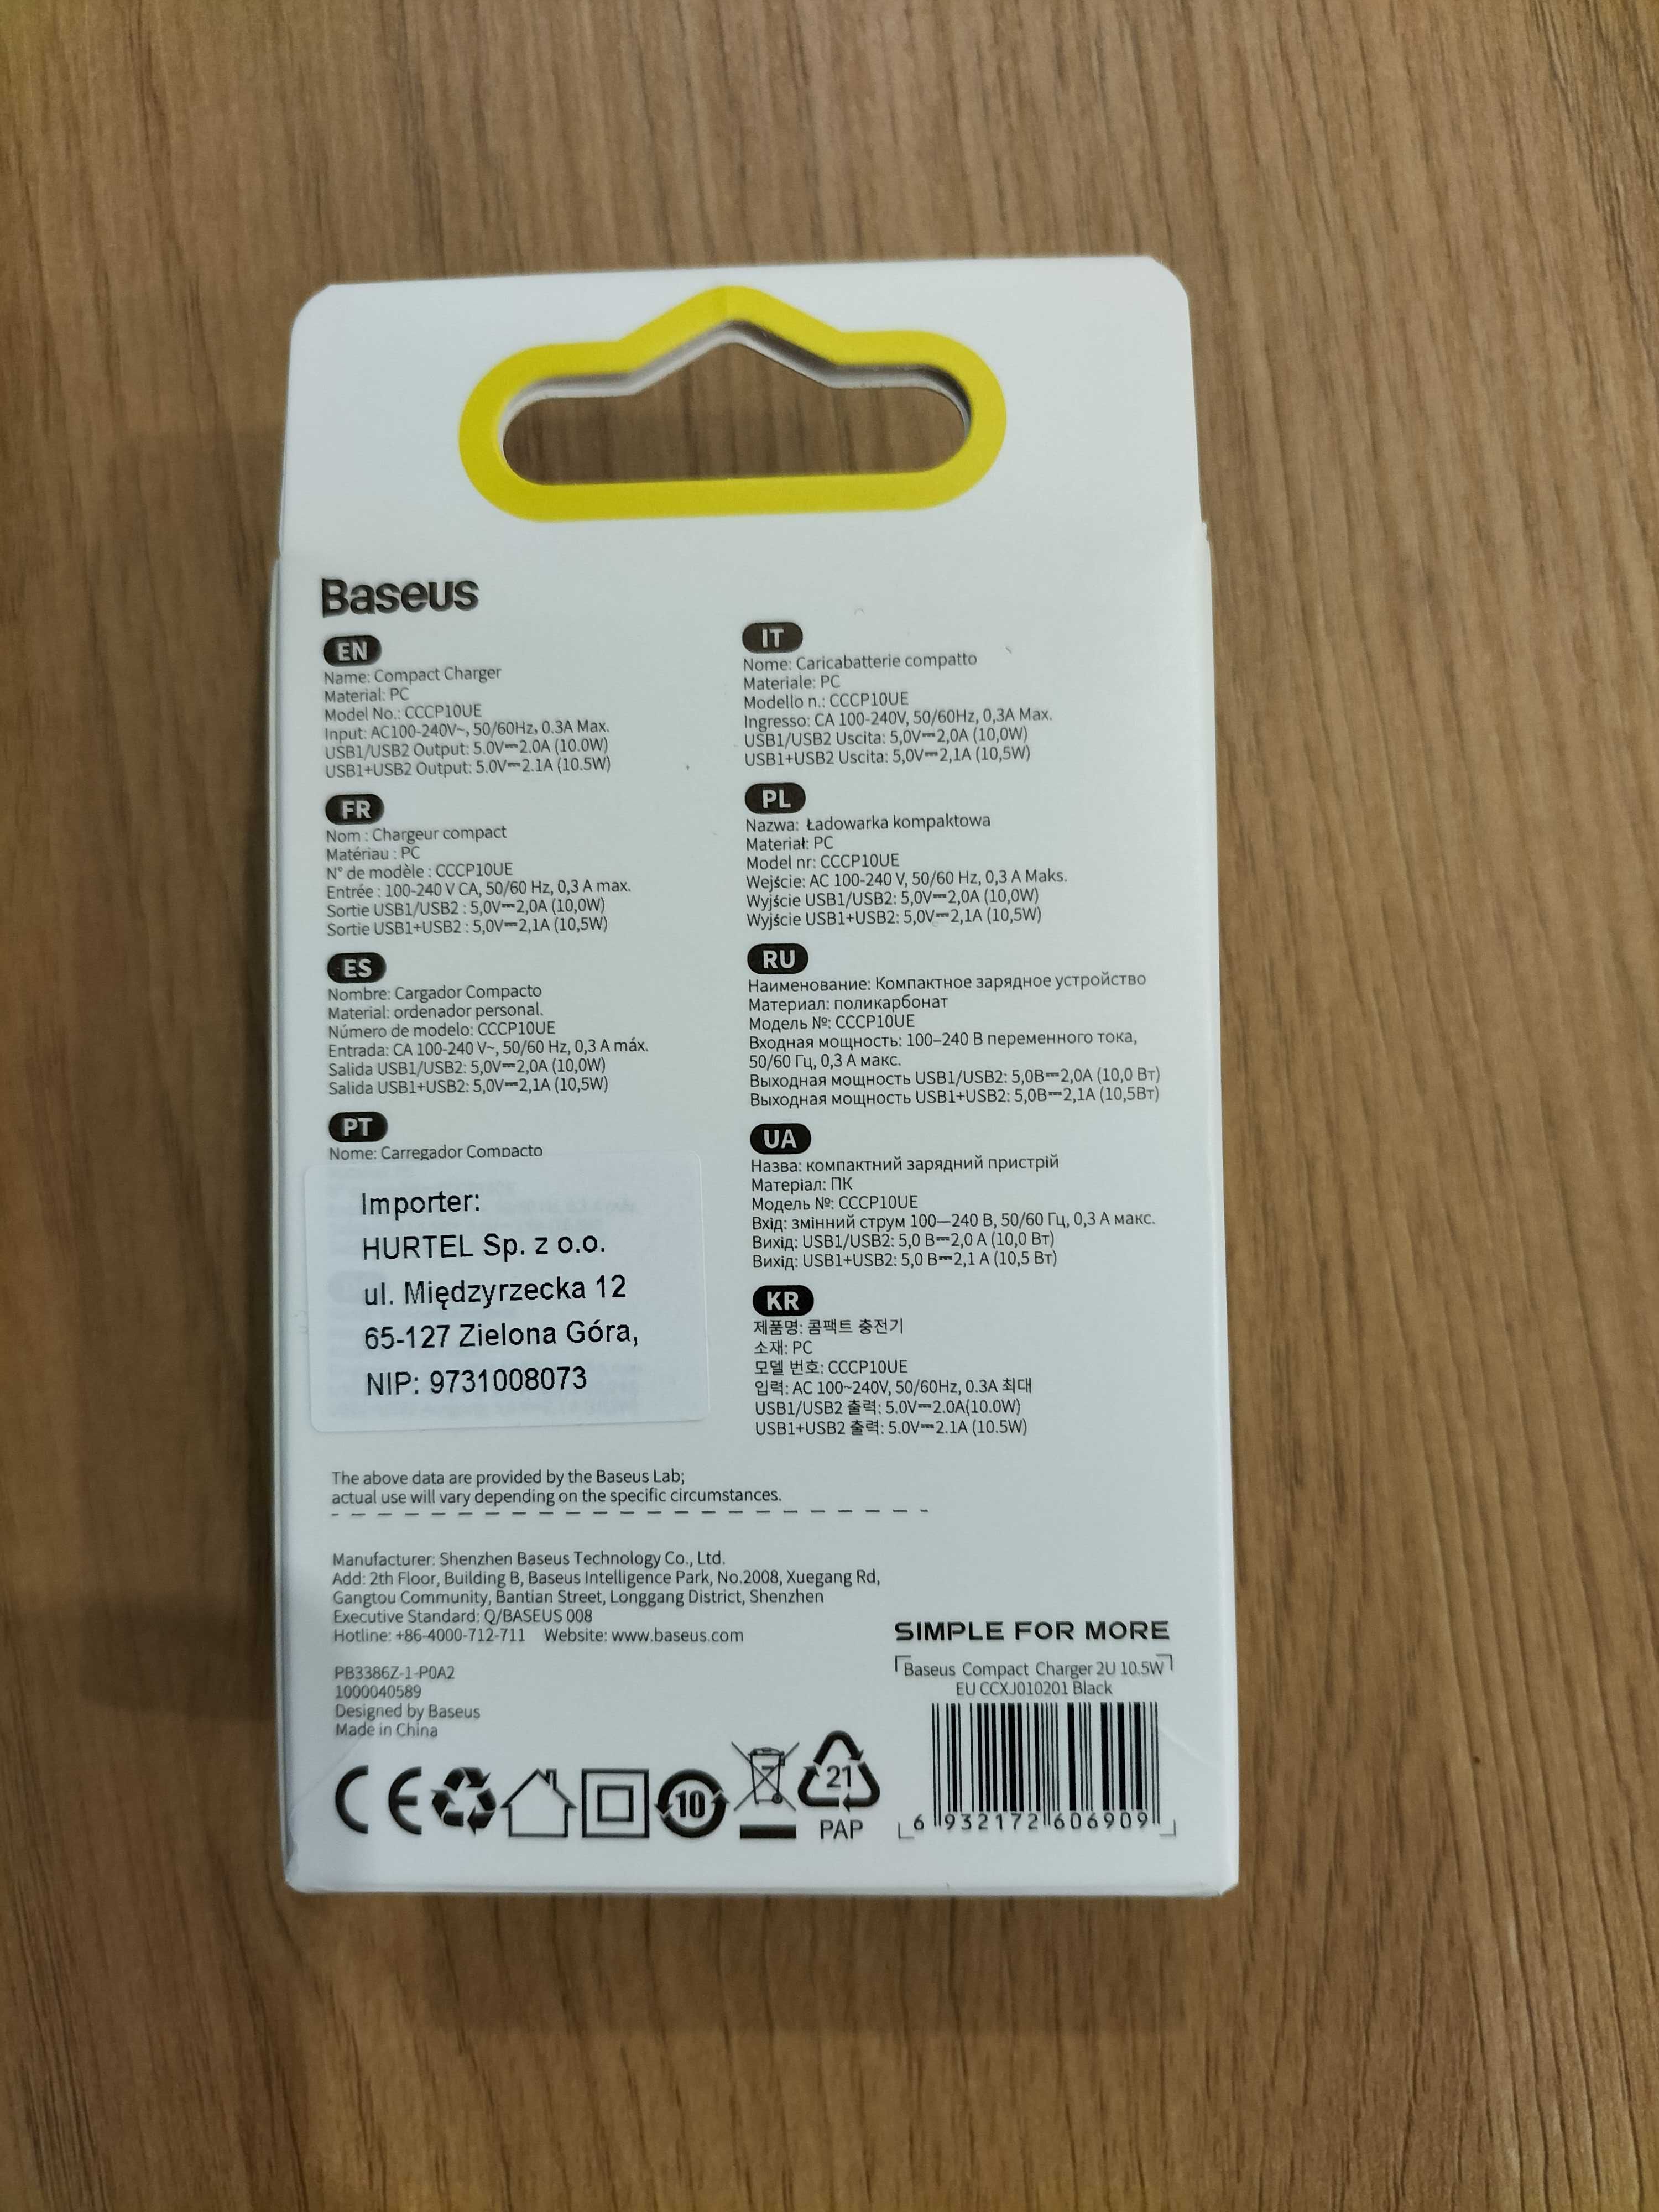 Baseus
EN
Name: Compact Charger
Material: PC
Model No.: CCCP10UE
Input: AC100-240V~, 50/60Hz, 0.3A Max.
USB1/USB2 Output: 5.0V⎓2.0A (10.0W)
USB1+USB2 Output: 5.0V⎓2.1A (10.5W)
FR
Nom : Chargeur compact
Matériau : PC
N° de modèle : CCCP10UE
Entrée : 100-240 V CA, 50/60 Hz, 0,3 A max.
Sortie USB1/USB2 : 5,0V⎓2,0A (10,0W)
Sortie USB1+USB2 : 5,0V⎓2,1A (10,5W)
ES
Nombre: Cargador Compacto
Material: ordenador personal.
Número de modelo: CCCP10UE
Entrada: CA 100-240 V~, 50/60 Hz, 0,3 A máx.
Salida USB1/USB2: 5,0V⎓2,0A (10,0W)
Salida USB1+USB2: 5,0V⎓2,1A (10,5W)
PT
Nome: Carregador Compacto
Importer:
HURTEL Sp. z o.o.
ul. Międzyrzecka 12
65-127 Zielona Góra,
NIP: 9731008073
IT
Nome: Caricabatterie compatto
Materiale: PC
Modello n.: CCCP10UE
Ingresso: CA 100-240V, 50/60Hz, 0,3A Max.
USB1/USB2 Uscita: 5,0V⎓2,0A (10,0W)
USB1+USB2 Uscita: 5,0V⎓2,1A (10,5W)
PL
Nazwa: Ładowarka kompaktowa
Materiał: PC
Model nr: CCCP10UE
Wejście: AC 100-240 V, 50/60 Hz, 0,3 A Maks.
Wyjście USB1/USB2: 5,0V⎓2,0A (10,0W)
Wyjście USB1+USB2: 5,0V⎓2,1A (10,5W)
RU
Наименование: Компактное зарядное устройство
Материал: поликарбонат
Модель №: CCCP10UE
Входная мощность: 100–240 В переменного тока,
50/60 Гц, 0,3 А макс.
Выходная мощность USB1/USB2: 5,0В⎓2,0А (10,0 Вт)
Выходная мощность USB1+USB2: 5,0В⎓2,1А (10,5Вт)
UA
Назва: компактний зарядний пристрій
Матеріал: ПК
Модель №: CCCP10UE
Вхід: змінний струм 100—240 В, 50/60 Гц, 0,3 А макс.
Вихід: USB1/USB2: 5,0 В⎓2,0 А (10,0 Вт)
Вихід: USB1+USB2: 5,0 В⎓2,1 А (10,5 Вт)
KR
제품명: 콤팩트 충전기
소재: PC
모델 번호: CCCP10UE
입력: AC 100~240V, 50/60Hz, 0.3A 최대
USB1/USB2 출력: 5.0V⎓2.0A(10.0W)
USB1+USB2 출력: 5.0V⎓2.1A (10.5W)
The above data are provided by the Baseus Lab;
actual use will vary depending on the specific circumstances.
Manufacturer: Shenzhen Baseus Technology Co., Ltd.
Add: 2th Floor, Building B, Baseus Intelligence Park, No.2008, Xuegang Rd,
Gangtou Community, Bantian Street, Longgang District, Shenzhen
Executive Standard: Q/BASEUS 008
Hotline: +86-4000-712-711 Website: www.baseus.com
PB3386Z-1-P0A2
1000040589
Designed by Baseus
Made in China
CE
10
21
PAP
SIMPLE FOR MORE
Baseus Compact Charger 2U 10.5W
EU CCXJ010201 Black
6 932172 606909